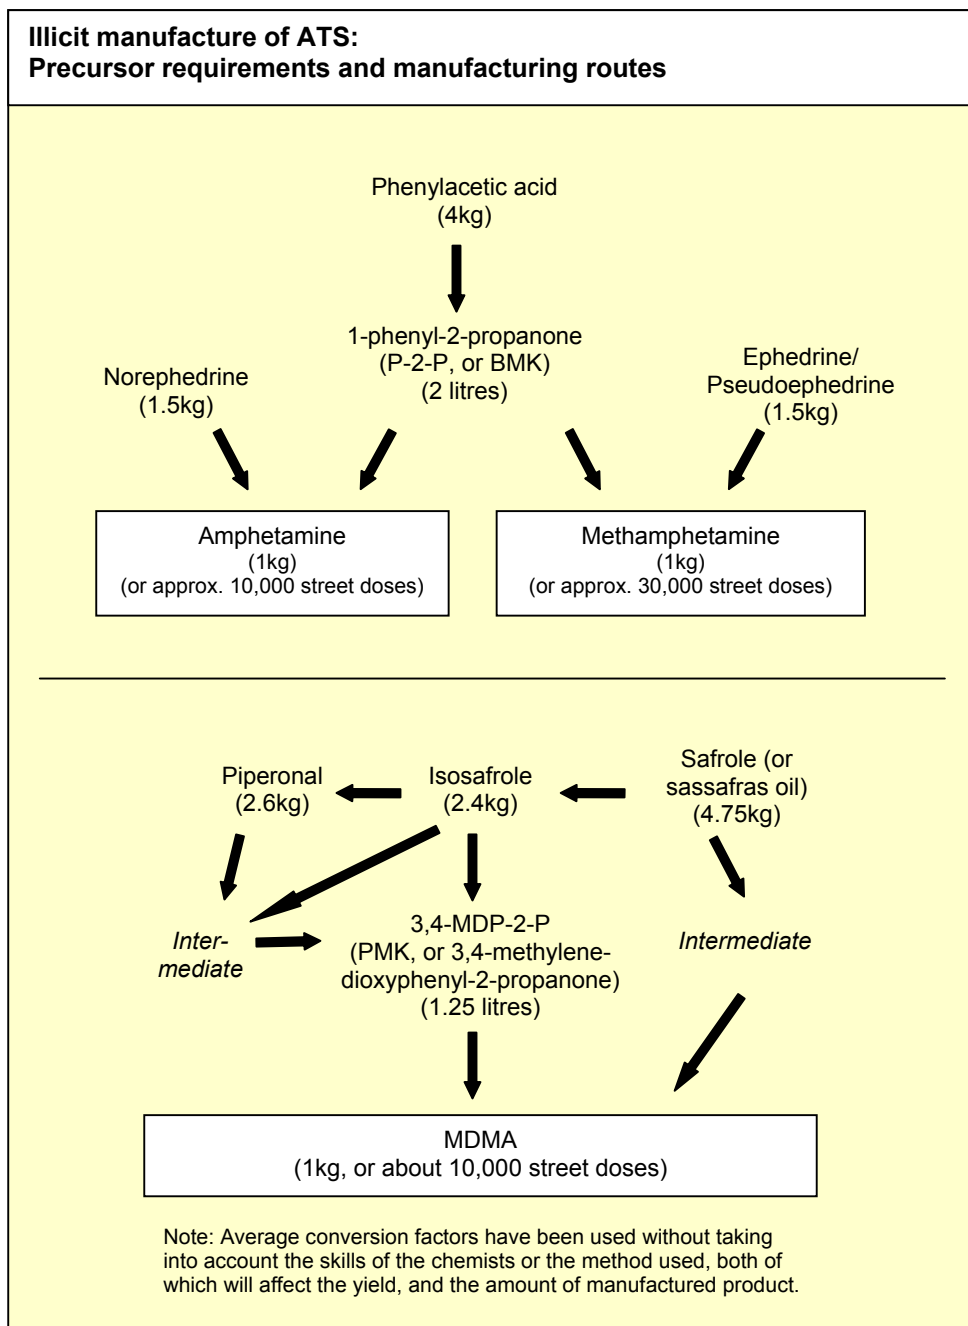 Illicit manufacture of ATS:
Precursor requirements and manufacturing routes
Phenylacetic acid
(4kg)
1-phenyl-2-propanone
(P-2-P, or BMK)
(2 litres)
Norephedrine
(1.5kg)
Ephedrine/
Pseudoephedrine
(1.5kg)
Amphetamine
(1kg)
(or approx. 10,000 street doses)
Methamphetamine
(1kg)
(or approx. 30,000 street doses)
Piperonal
(2.6kg)
Isosafrole
(2.4kg)
Safrole (or
sassafras oil)
(4.75kg)
Inter-
mediate
3,4-MDP-2-P
(PMK, or 3,4-methylene-
dioxyphenyl-2-propanone)
(1.25 litres)
Intermediate
MDMA
(1kg, or about 10,000 street doses)
Note: Average conversion factors have been used without taking
into account the skills of the chemists or the method used, both of
which will affect the yield, and the amount of manufactured product.